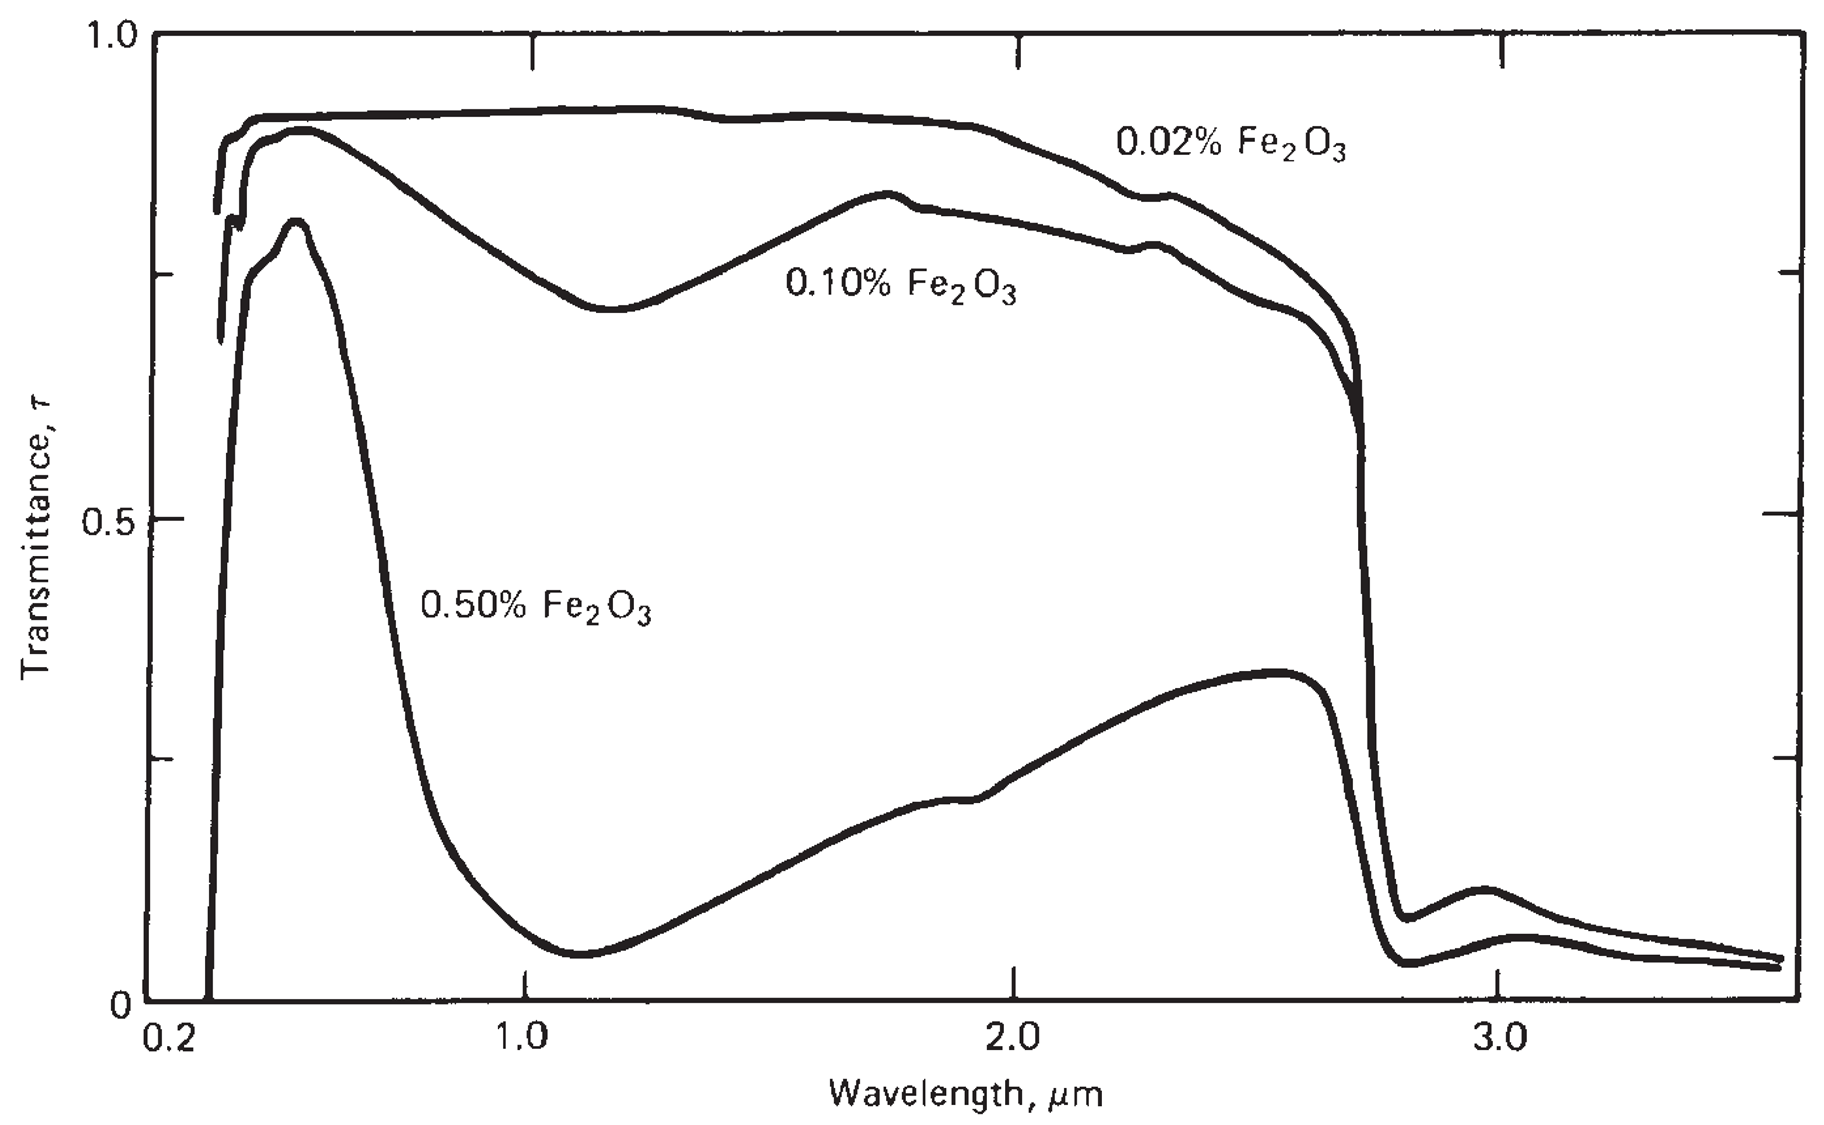 1.0
0.02% Fe₂O₃
0.10% Fe₂O₃
Transmittance, τ
0.5
0.50% Fe₂O₃
0
0.2 1.0 2.0 3.0
Wavelength, μm